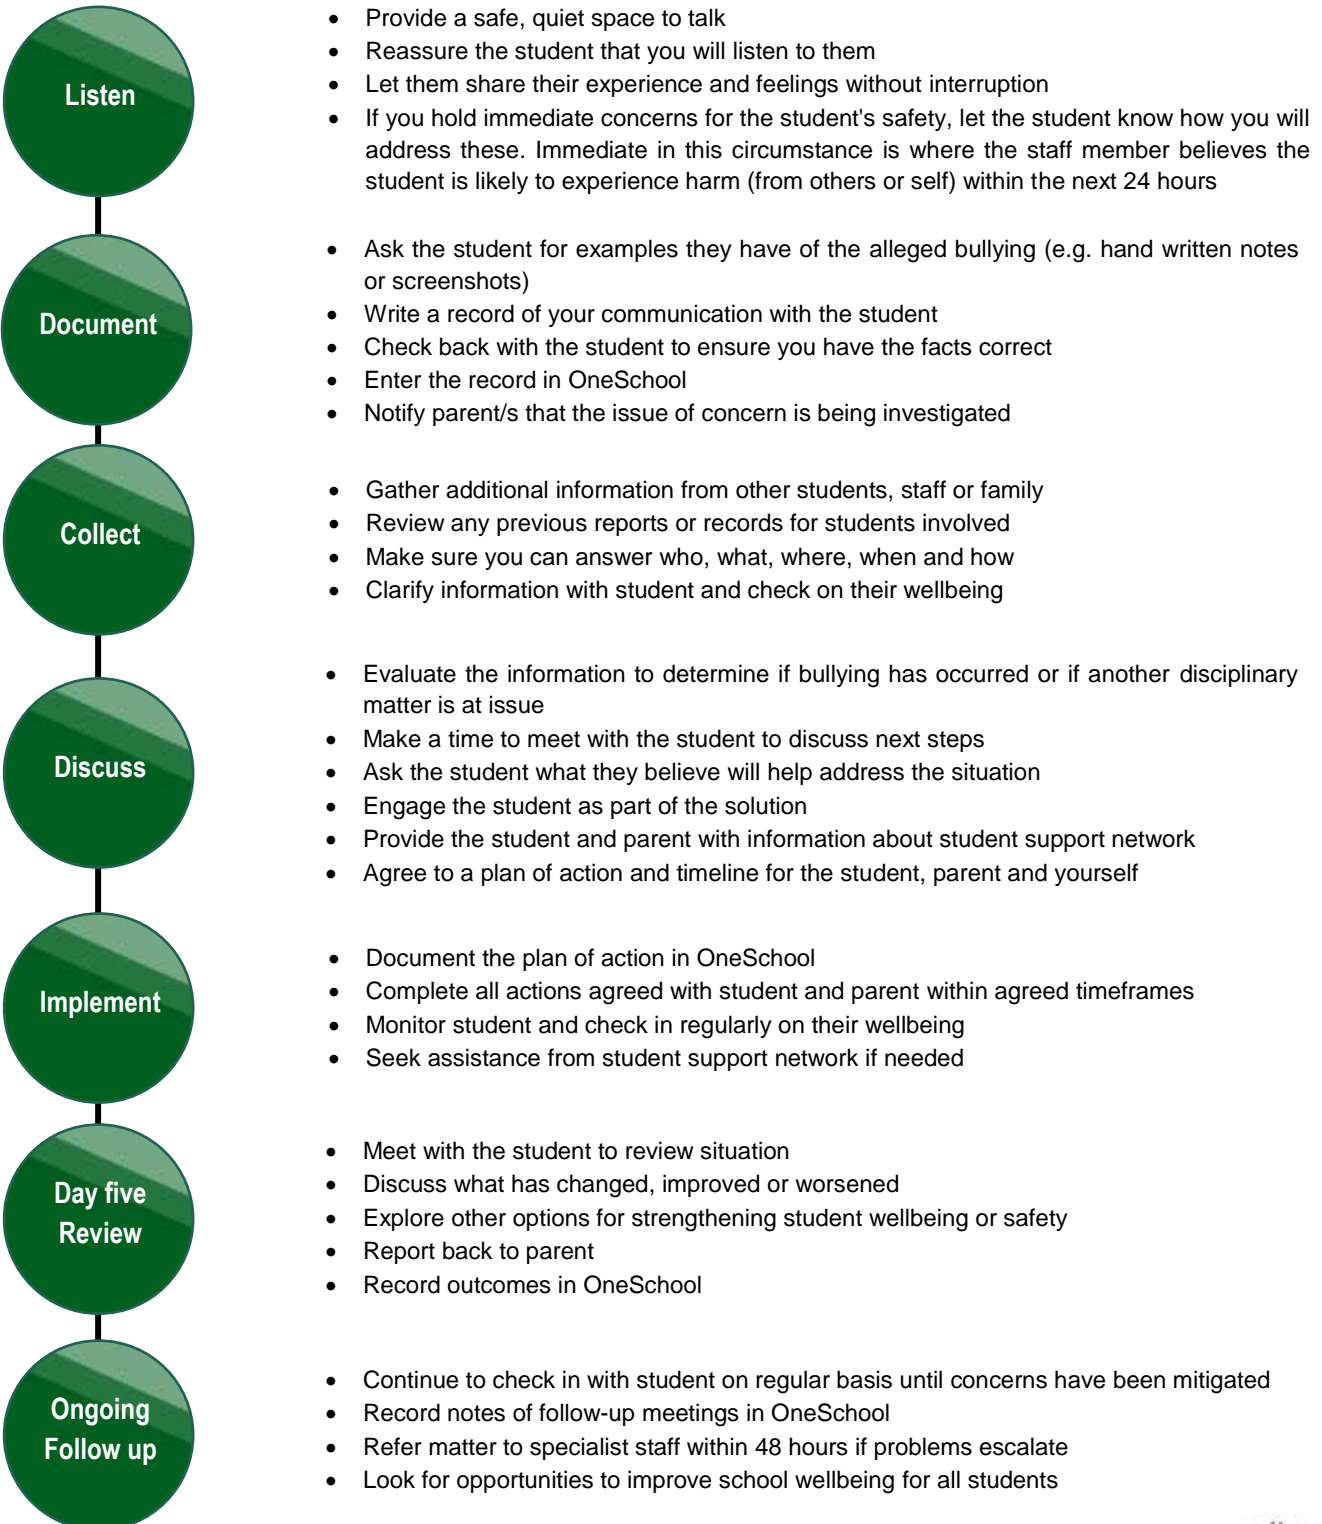 Listen
• Provide a safe, quiet space to talk
• Reassure the student that you will listen to them
• Let them share their experience and feelings without interruption
• If you hold immediate concerns for the student's safety, let the student know how you will
address these. Immediate in this circumstance is where the staff member believes the
student is likely to experience harm (from others or self) within the next 24 hours
Document
• Ask the student for examples they have of the alleged bullying (e.g. hand written notes
or screenshots)
• Write a record of your communication with the student
• Check back with the student to ensure you have the facts correct
• Enter the record in OneSchool
• Notify parent/s that the issue of concern is being investigated
Collect
• Gather additional information from other students, staff or family
• Review any previous reports or records for students involved
• Make sure you can answer who, what, where, when and how
• Clarify information with student and check on their wellbeing
Discuss
• Evaluate the information to determine if bullying has occurred or if another disciplinary
matter is at issue
• Make a time to meet with the student to discuss next steps
• Ask the student what they believe will help address the situation
• Engage the student as part of the solution
• Provide the student and parent with information about student support network
• Agree to a plan of action and timeline for the student, parent and yourself
Implement
• Document the plan of action in OneSchool
• Complete all actions agreed with student and parent within agreed timeframes
• Monitor student and check in regularly on their wellbeing
• Seek assistance from student support network if needed
Day five
Review
• Meet with the student to review situation
• Discuss what has changed, improved or worsened
• Explore other options for strengthening student wellbeing or safety
• Report back to parent
• Record outcomes in OneSchool
Ongoing
Follow up
• Continue to check in with student on regular basis until concerns have been mitigated
• Record notes of follow-up meetings in OneSchool
• Refer matter to specialist staff within 48 hours if problems escalate
• Look for opportunities to improve school wellbeing for all students